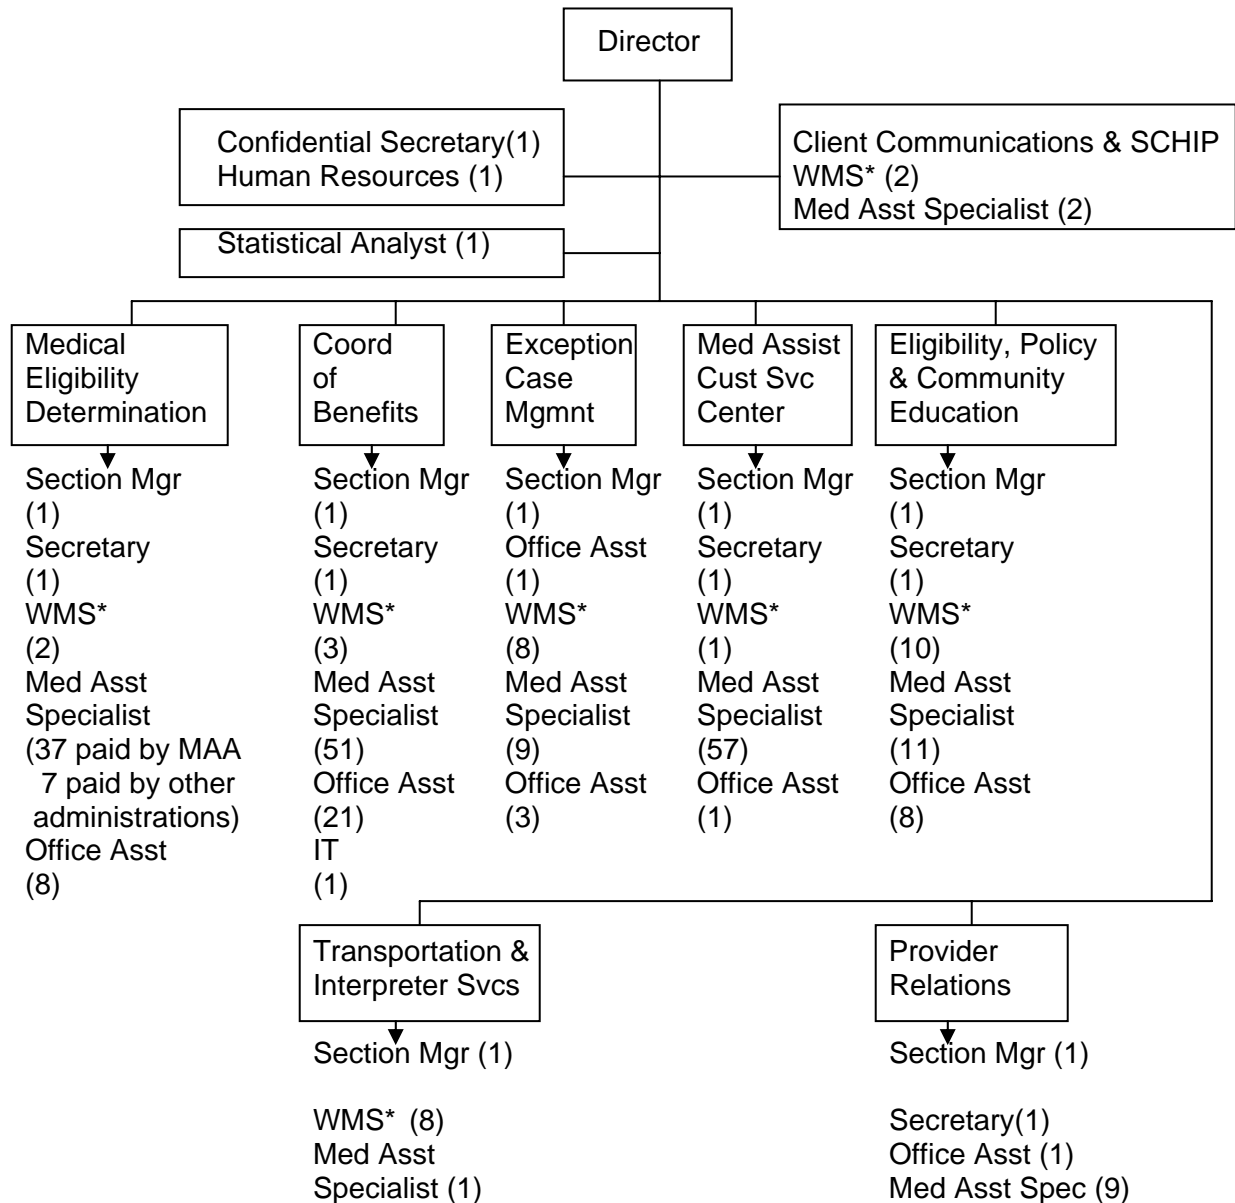 Director
Confidential Secretary(1)
Human Resources (1)
Client Communications & SCHIP
WMS* (2)
Med Asst Specialist (2)
Statistical Analyst (1)
Medical
Eligibility
Determination
Section Mgr
(1)
Secretary
(1)
WMS*
(2)
Med Asst
Specialist
(37 paid by MAA
7 paid by other
administrations)
Office Asst
(8)
Coord
of
Benefits
Section Mgr
(1)
Secretary
(1)
WMS*
(3)
Med Asst
Specialist
(51)
Office Asst
(21)
IT
(1)
Exception
Case
Mgmnt
Section Mgr
(1)
Office Asst
(1)
WMS*
(8)
Med Asst
Specialist
(9)
Office Asst
(3)
Med Assist
Cust Svc
Center
Section Mgr
(1)
Secretary
(1)
WMS*
(1)
Med Asst
Specialist
(57)
Office Asst
(1)
Eligibility, Policy
& Community
Education
Section Mgr
(1)
Secretary
(1)
WMS*
(10)
Med Asst
Specialist
(11)
Office Asst
(8)
Transportation &
Interpreter Svcs
Section Mgr (1)
WMS* (8)
Med Asst
Specialist (1)
Provider
Relations
Section Mgr (1)
Secretary(1)
Office Asst (1)
Med Asst Spec (9)